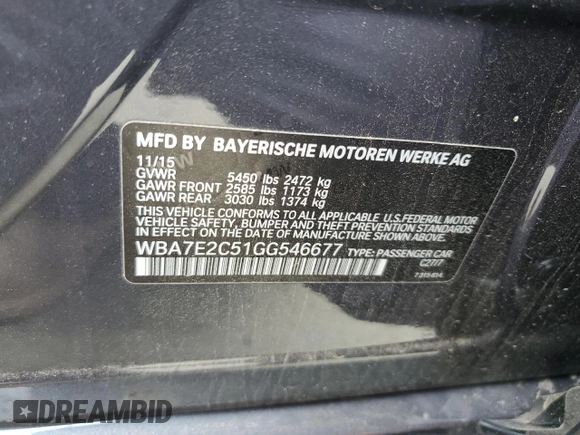 MFD BY BAYERISCHE MOTOREN WERKE AG
11/15
GVWR 5450 lbs 2472 kg
GAWR FRONT 2585 lbs 1173 kg
GAWR REAR 3030 lbs 1374 kg
THIS VEHICLE CONFORMS TO ALL APPLICABLE U.S.FEDERAL MOTOR
VEHICLE SAFETY, BUMPER, AND THEFT PREVENTION STANDARDS
IN EFFECT ON THE DATE OF MANUFACTURE SHOWN ABOVE.
WBA7E2C51GG546677 TYPE: PASSENGER CAR
C27/7
DREAMBID